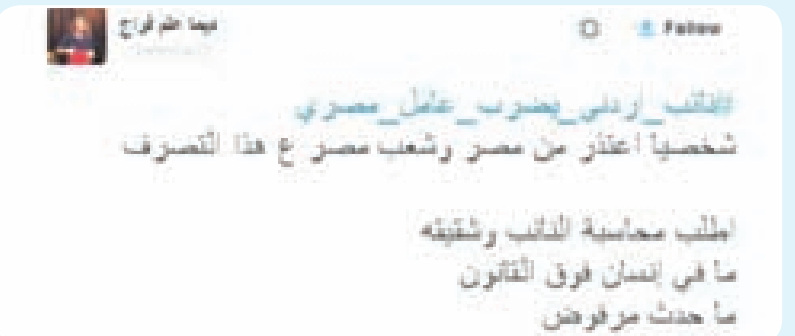 ديما علم فراج
Follow
#نائب_اردني_يضرب_عامل_مصري
شخصياً اعتذر من مصر وشعب مصر ع هذا التصرف
اطلب محاسبة النائب وشقيقه
ما في إنسان فوق القانون
ما حدث مرفوض